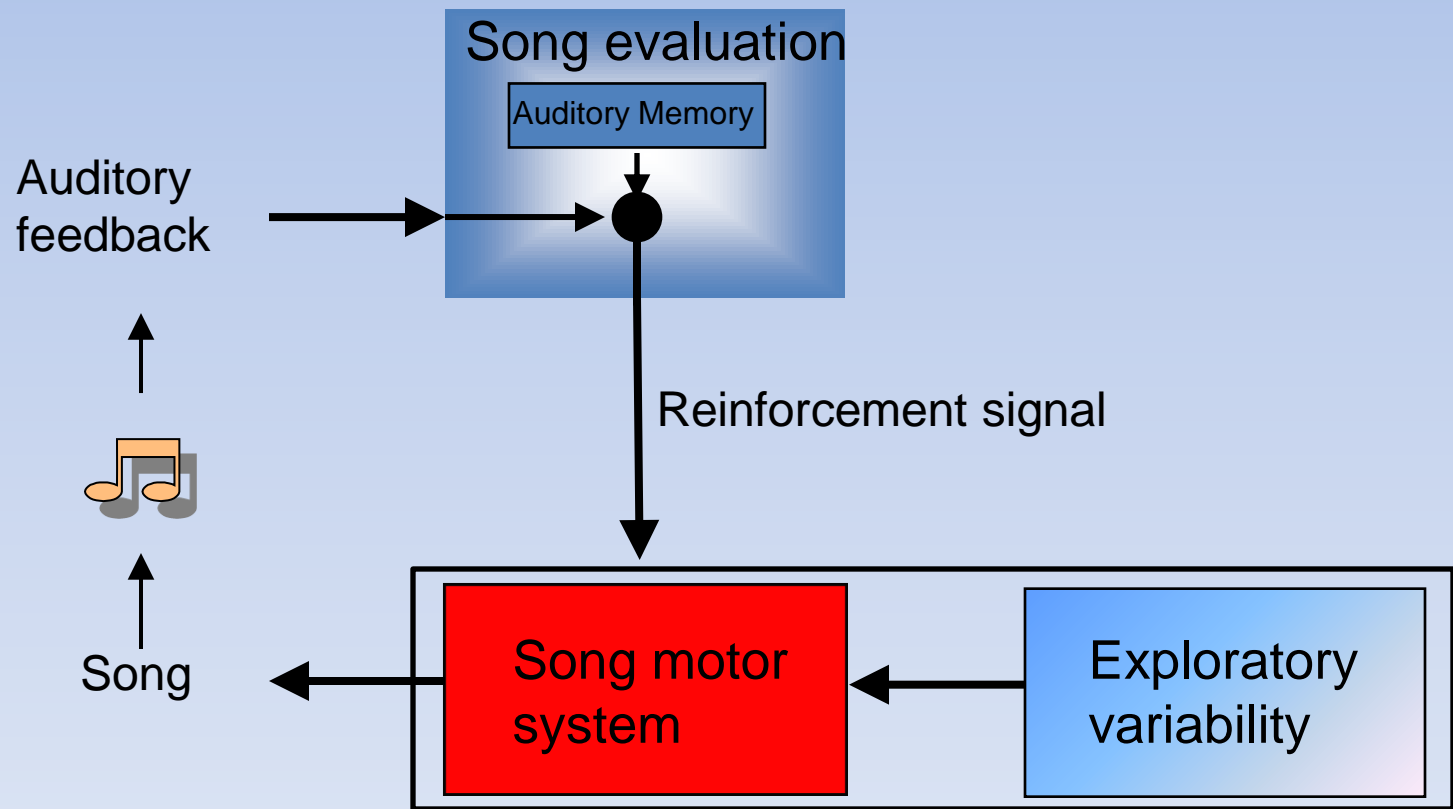 Song evaluation
Auditory Memory
Auditory
feedback
Reinforcement signal
Song
Song motor
system
Exploratory
variability